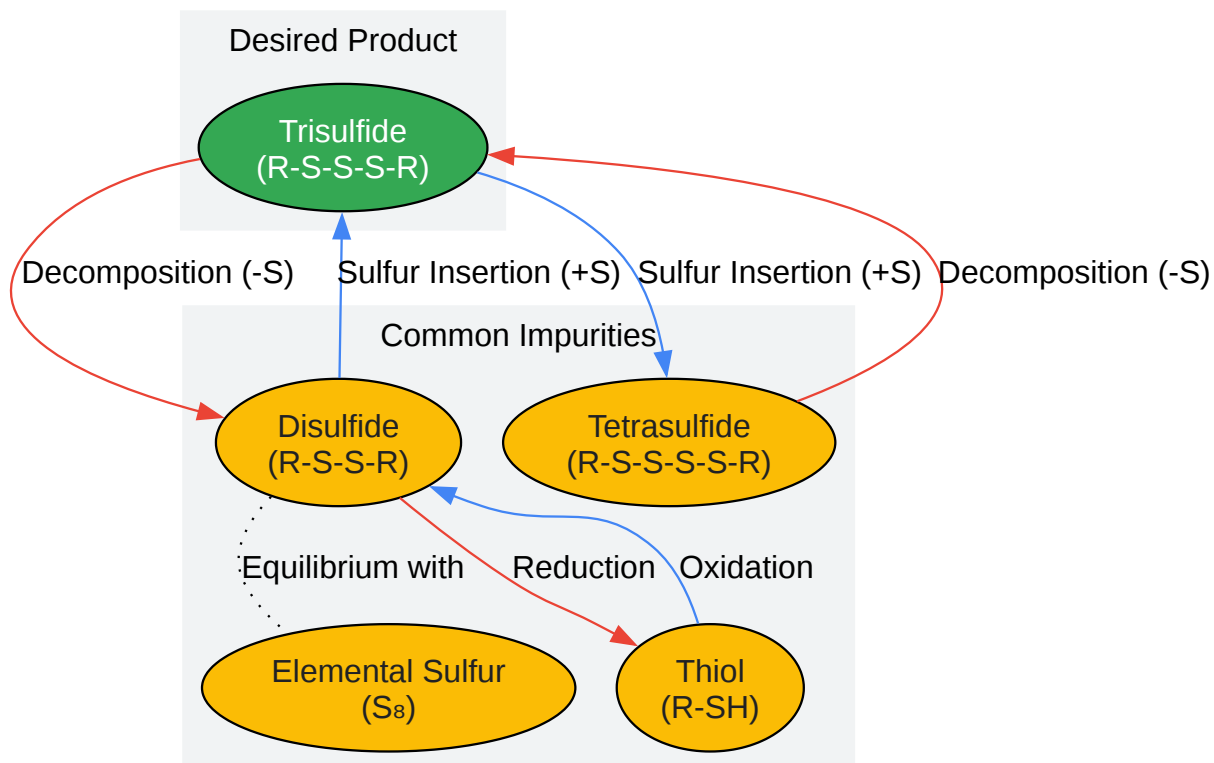 Desired Product
Trisulfide
(R-S-S-S-R)
Decomposition (-S)
Sulfur Insertion (+S)
Sulfur Insertion (+S)
Decomposition (-S)
Common Impurities
Disulfide
(R-S-S-R)
Tetrasulfide
(R-S-S-S-S-R)
Equilibrium with
Reduction
Oxidation
Elemental Sulfur
(S₈)
Thiol
(R-SH)